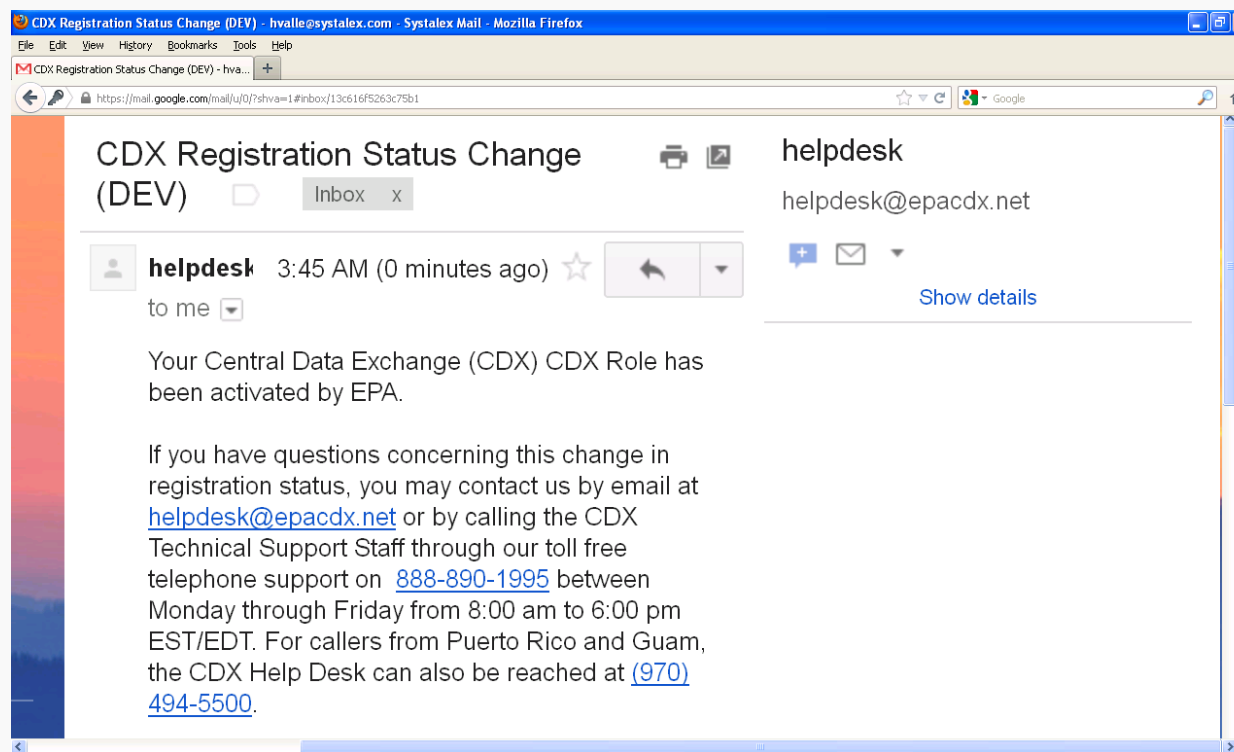 CDX Registration Status Change (DEV) - hvalle@systalex.com - Systalex Mail - Mozilla Firefox
File Edit View History Bookmarks Tools Help
CDX Registration Status Change (DEV) - hva... +
https://mail.google.com/mail/u/0/?shva=1#inbox/13c616f5263c75b1
Google
CDX Registration Status Change
(DEV) Inbox x
helpdesk
helpdesk@epacdx.net
Show details
helpdesk 3:45 AM (0 minutes ago)
to me
Your Central Data Exchange (CDX) CDX Role has
been activated by EPA.
If you have questions concerning this change in
registration status, you may contact us by email at
helpdesk@epacdx.net or by calling the CDX
Technical Support Staff through our toll free
telephone support on 888-890-1995 between
Monday through Friday from 8:00 am to 6:00 pm
EST/EDT. For callers from Puerto Rico and Guam,
the CDX Help Desk can also be reached at (970)
494-5500.